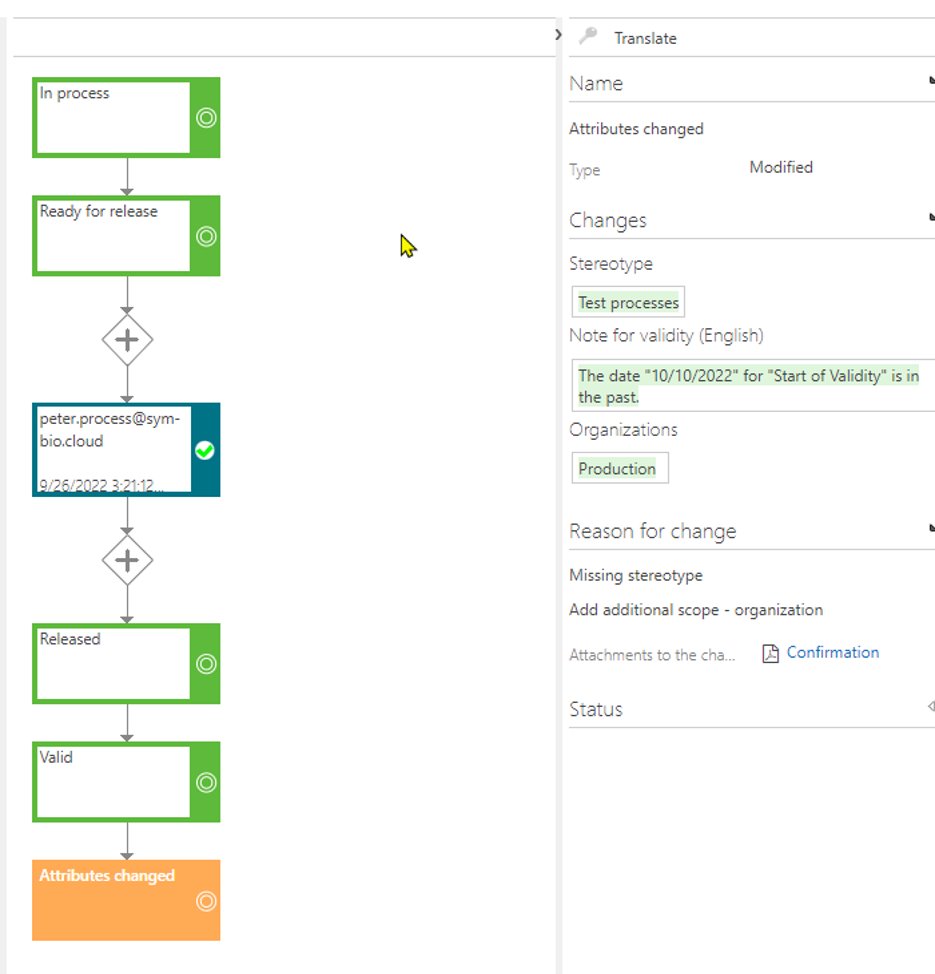 In process
Ready for release
peter.process@sym-
bio.cloud
9/26/2022 3:21:12...
Released
Valid
Attributes changed
Translate
Name
Attributes changed
Type Modified
Changes
Stereotype
Test processes
Note for validity (English)
The date "10/10/2022" for "Start of Validity" is in
the past.
Organizations
Production
Reason for change
Missing stereotype
Add additional scope - organization
Attachments to the cha... Confirmation
Status